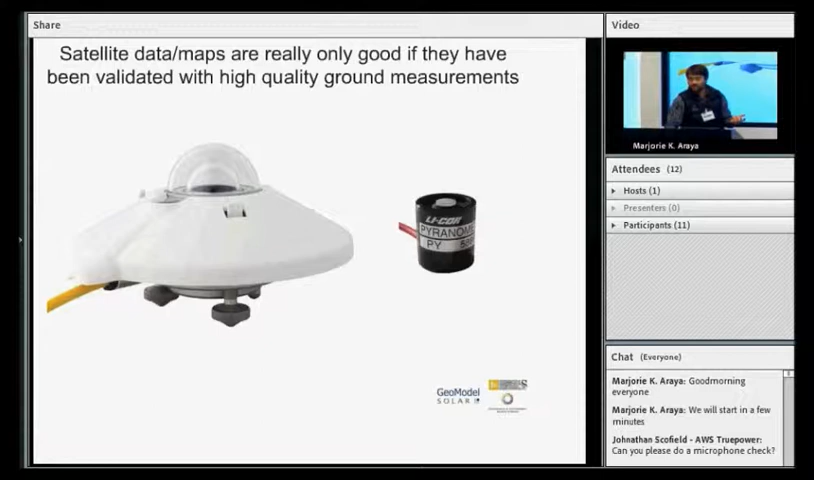 Share
Satellite data/maps are really only good if they have
been validated with high quality ground measurements
LI-COR
PYRANOME
PY
GeoModel
SOLAR
Video
Marjorie K. Araya
Attendees (12)
Hosts (1)
Presenters (0)
Participants (11)
Chat (Everyone)
Marjorie K. Araya: Goodmorning
everyone
Marjorie K. Araya: We will start in a few
minutes
Johnathan Scofield - AWS Truepower:
Can you please do a microphone check?